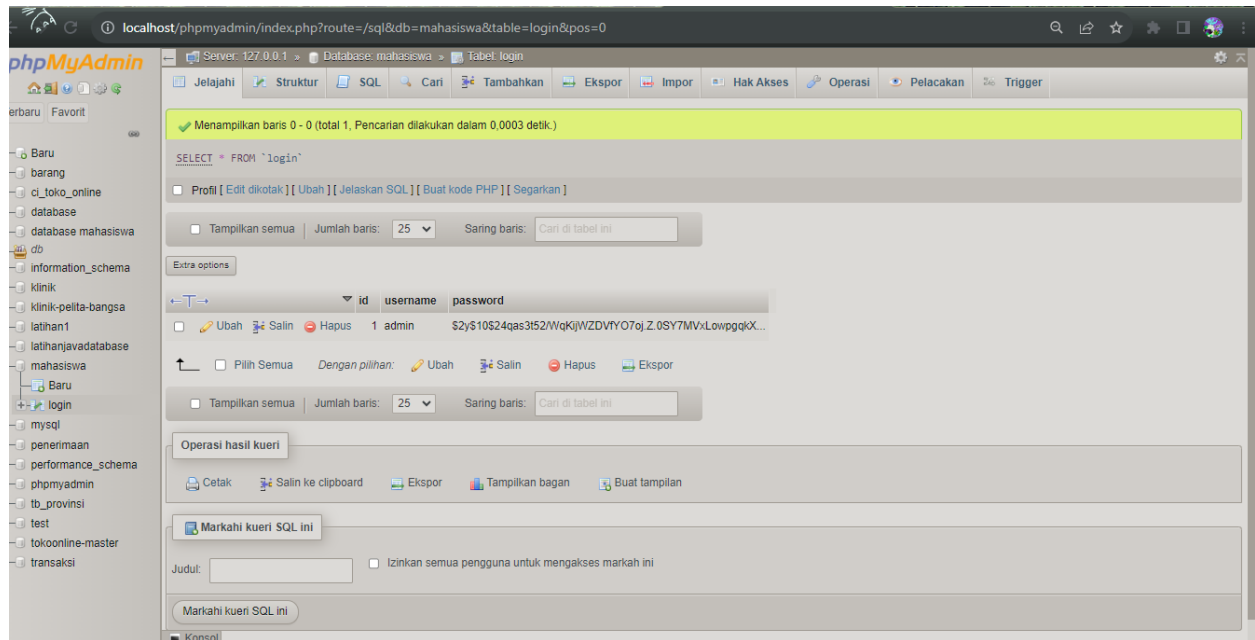 localhost/phpmyadmin/index.php?route=/sql&db=mahasiswa&table=login&pos=0
phpMyAdmin
erbaru Favorit
Baru
barang
ci_toko_online
database
database mahasiswa
db
information_schema
klinik
klinik-pelita-bangsa
latihan1
latihanjavadatabase
mahasiswa
Baru
login
mysql
penerimaan
performance_schema
phpmyadmin
tb_provinsi
test
tokoonline-master
transaksi
Server: 127.0.0.1 » Database: mahasiswa » Tabel: login
Jelajahi Struktur SQL Cari Tambahkan Ekspor Impor Hak Akses Operasi Pelacakan Trigger
Menampilkan baris 0 - 0 (total 1, Pencarian dilakukan dalam 0,0003 detik.)
SELECT * FROM `login`
Profil [ Edit dikotak ] [ Ubah ] [ Jelaskan SQL ] [ Buat kode PHP ] [ Segarkan ]
Tampilkan semua | Jumlah baris: 25 Saring baris: Cari di tabel ini
Extra options
←T→ id username password
Ubah Salin Hapus 1 admin $2y$10$24qas3t52/WqKijWZDVfYO7oj.Z.0SY7MVxLowpgqkX...
Pilih Semua Dengan pilihan: Ubah Salin Hapus Ekspor
Tampilkan semua | Jumlah baris: 25 Saring baris: Cari di tabel ini
Operasi hasil kueri
Cetak Salin ke clipboard Ekspor Tampilkan bagan Buat tampilan
Markahi kueri SQL ini
Judul: Izinkan semua pengguna untuk mengakses markah ini
Markahi kueri SQL ini
Konsol